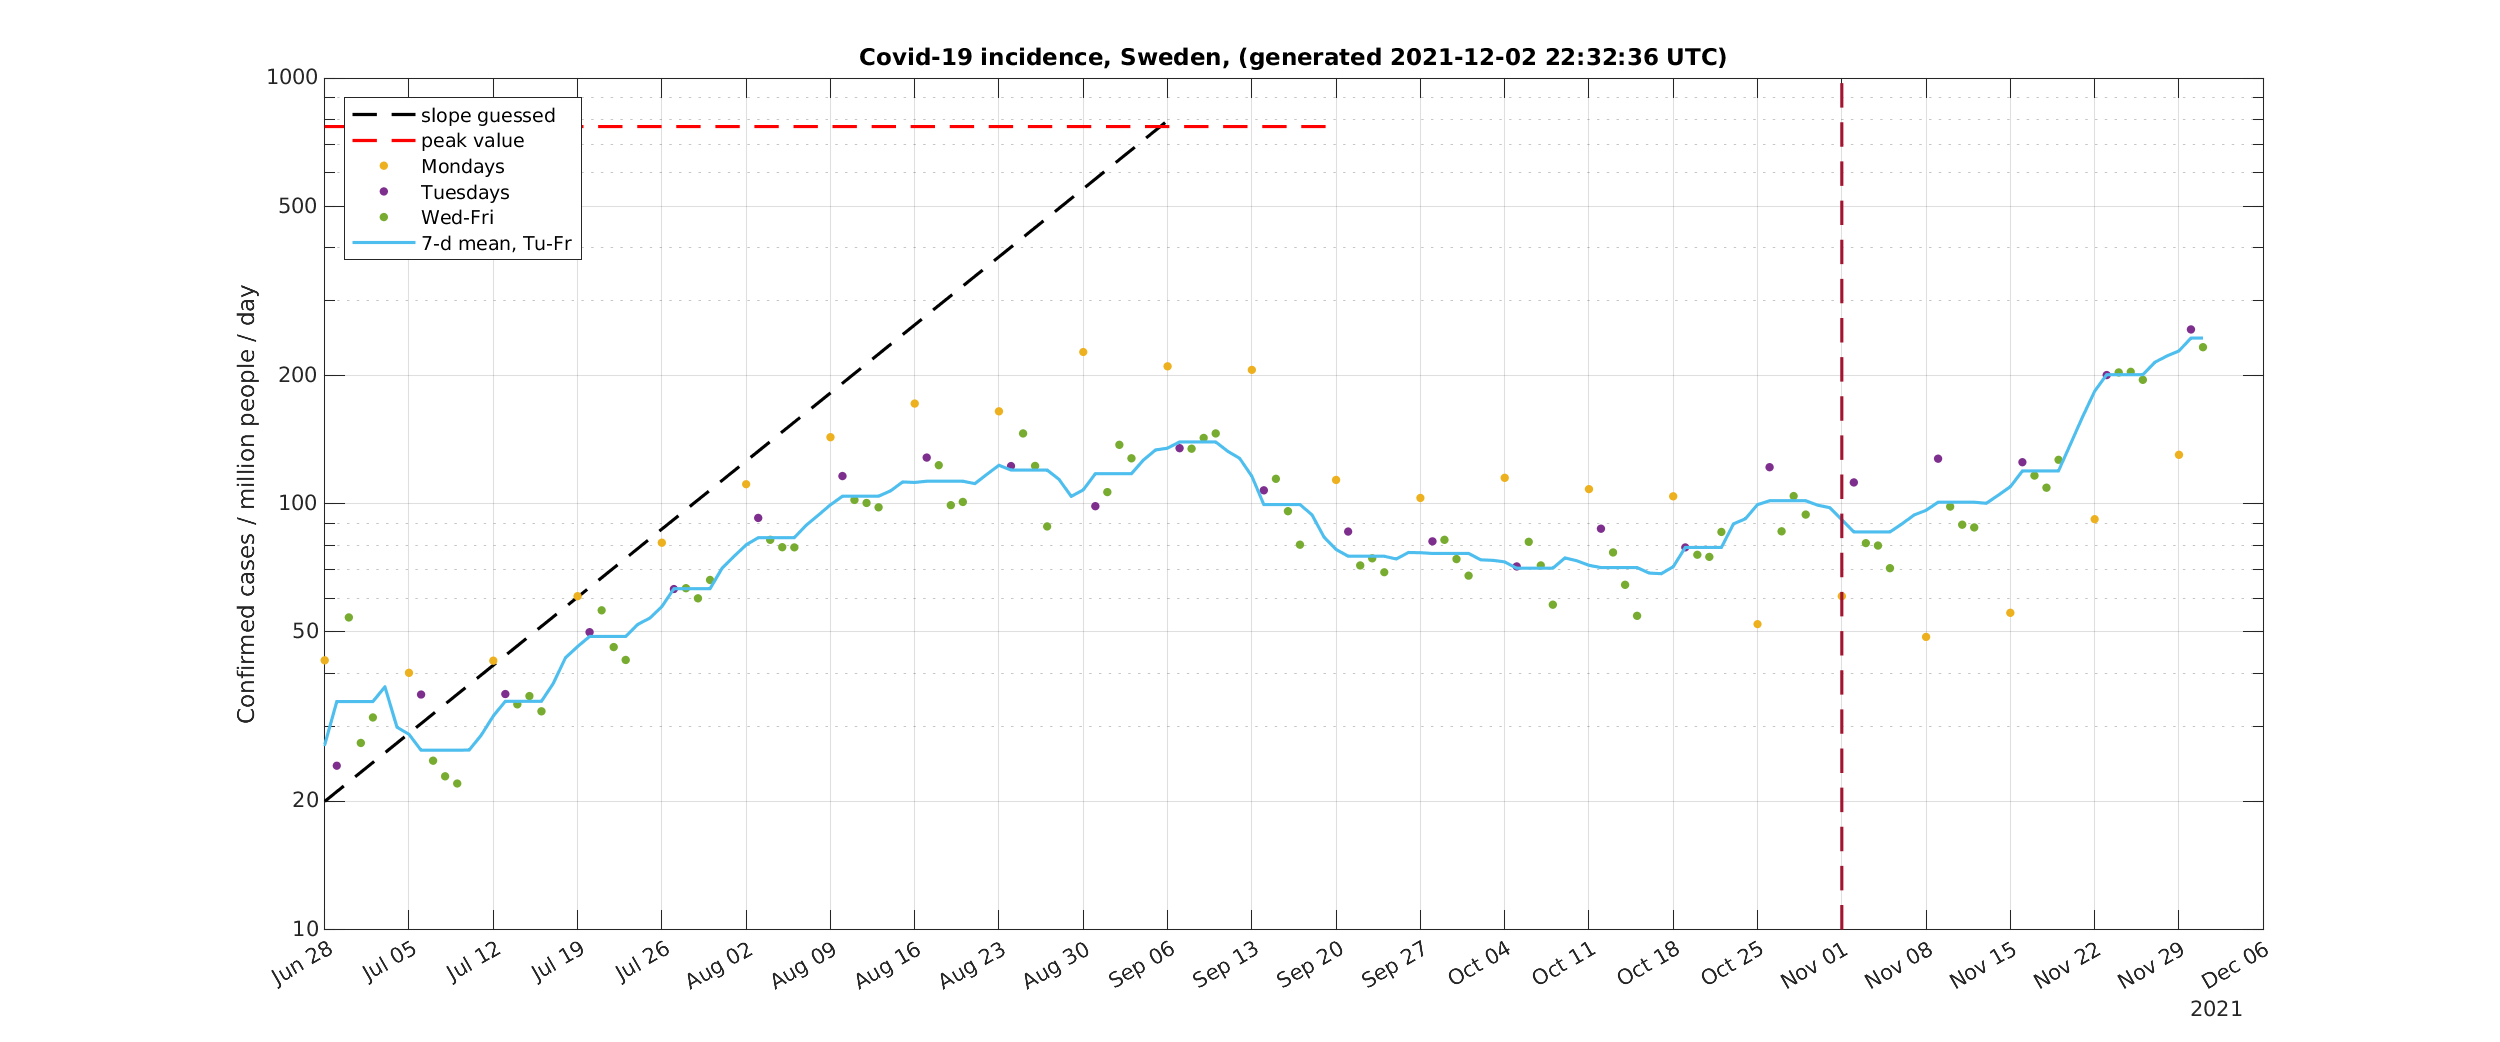 Covid-19 incidence, Sweden, (generated 2021-12-02 22:32:36 UTC)
Confirmed cases / million people / day
1000
500
200
100
50
20
10
slope guessed
peak value
Mondays
Tuesdays
Wed-Fri
7-d mean, Tu-Fr
Jun 28
Jul 05
Jul 12
Jul 19
Jul 26
Aug 02
Aug 09
Aug 16
Aug 23
Aug 30
Sep 06
Sep 13
Sep 20
Sep 27
Oct 04
Oct 11
Oct 18
Oct 25
Nov 01
Nov 08
Nov 15
Nov 22
Nov 29
Dec 06
2021